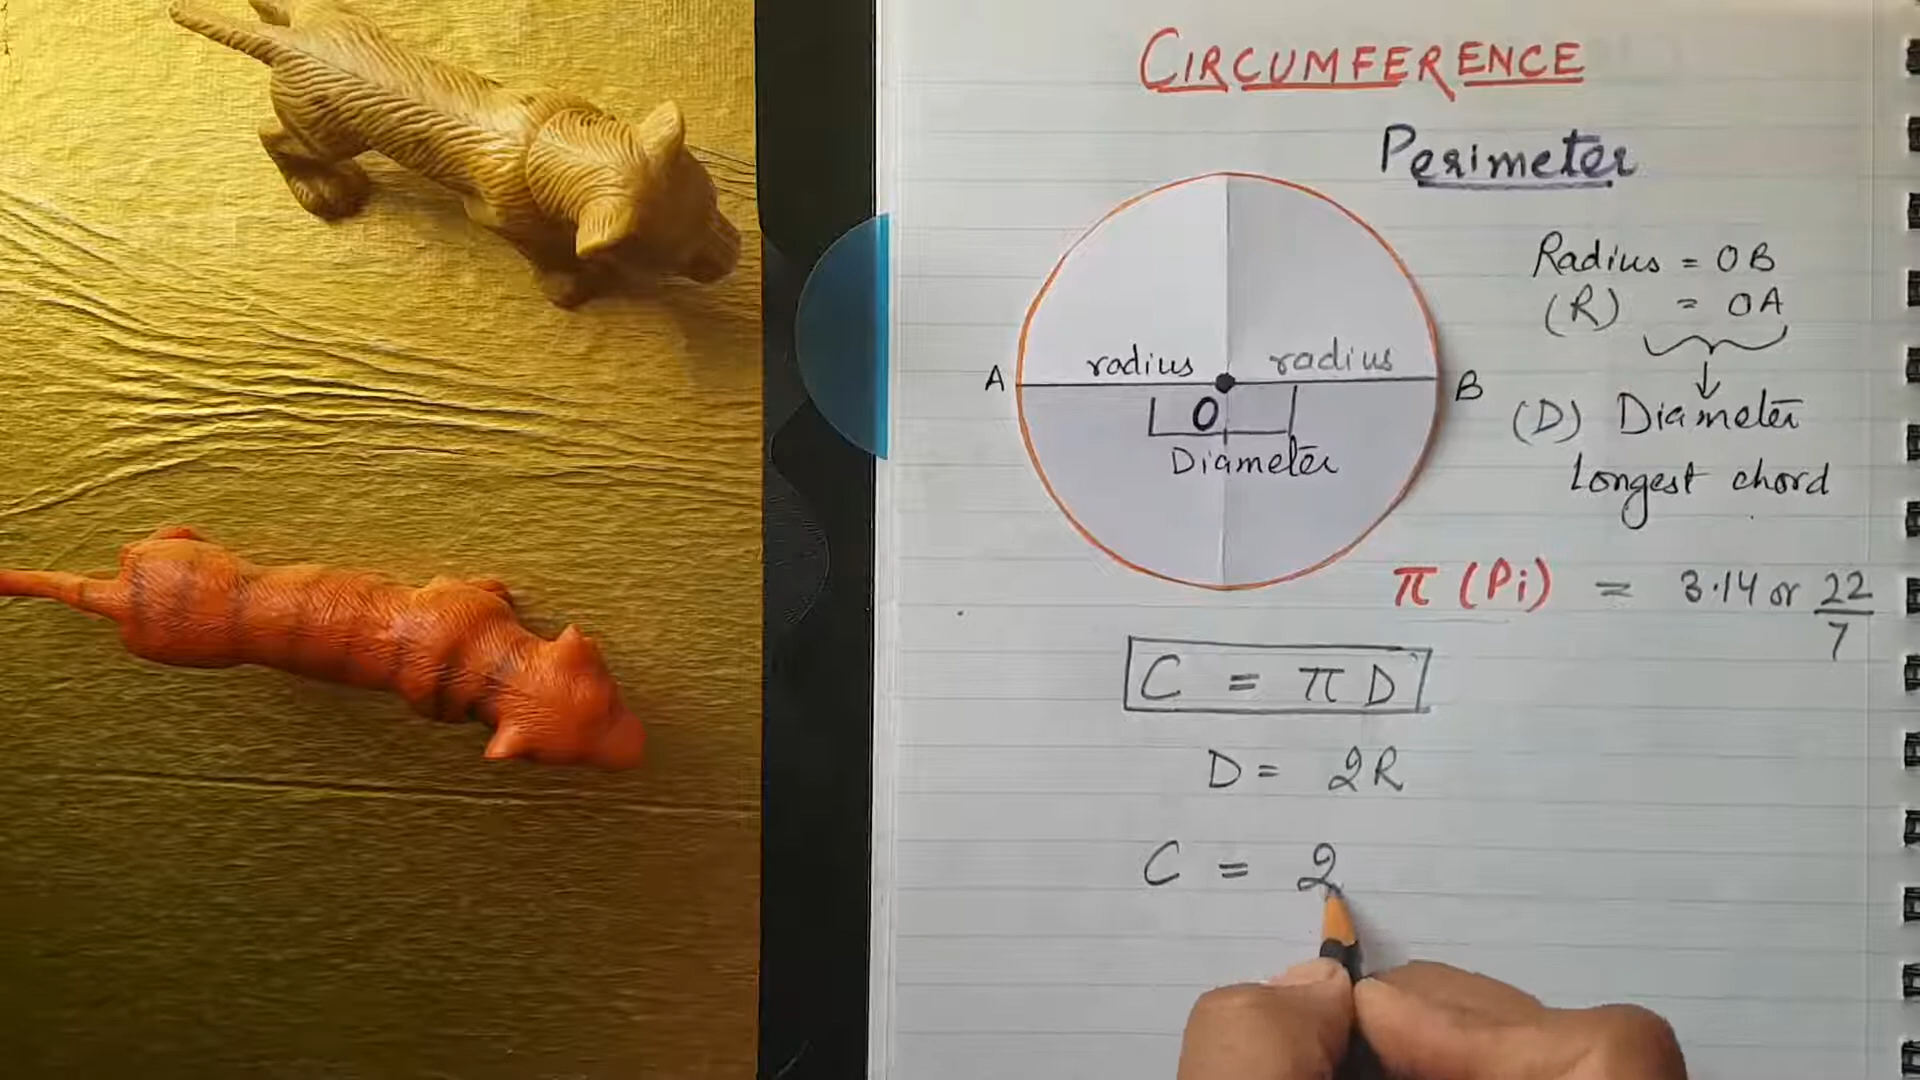 CIRCUMFERENCE
Perimeter
Radius = OB
(R) = OA
radius radius
A B
O
Diameter
(D) Diameter
Longest chord
π (Pi) = 3.14 or 22/7
C = π D
D = 2R
C = 2